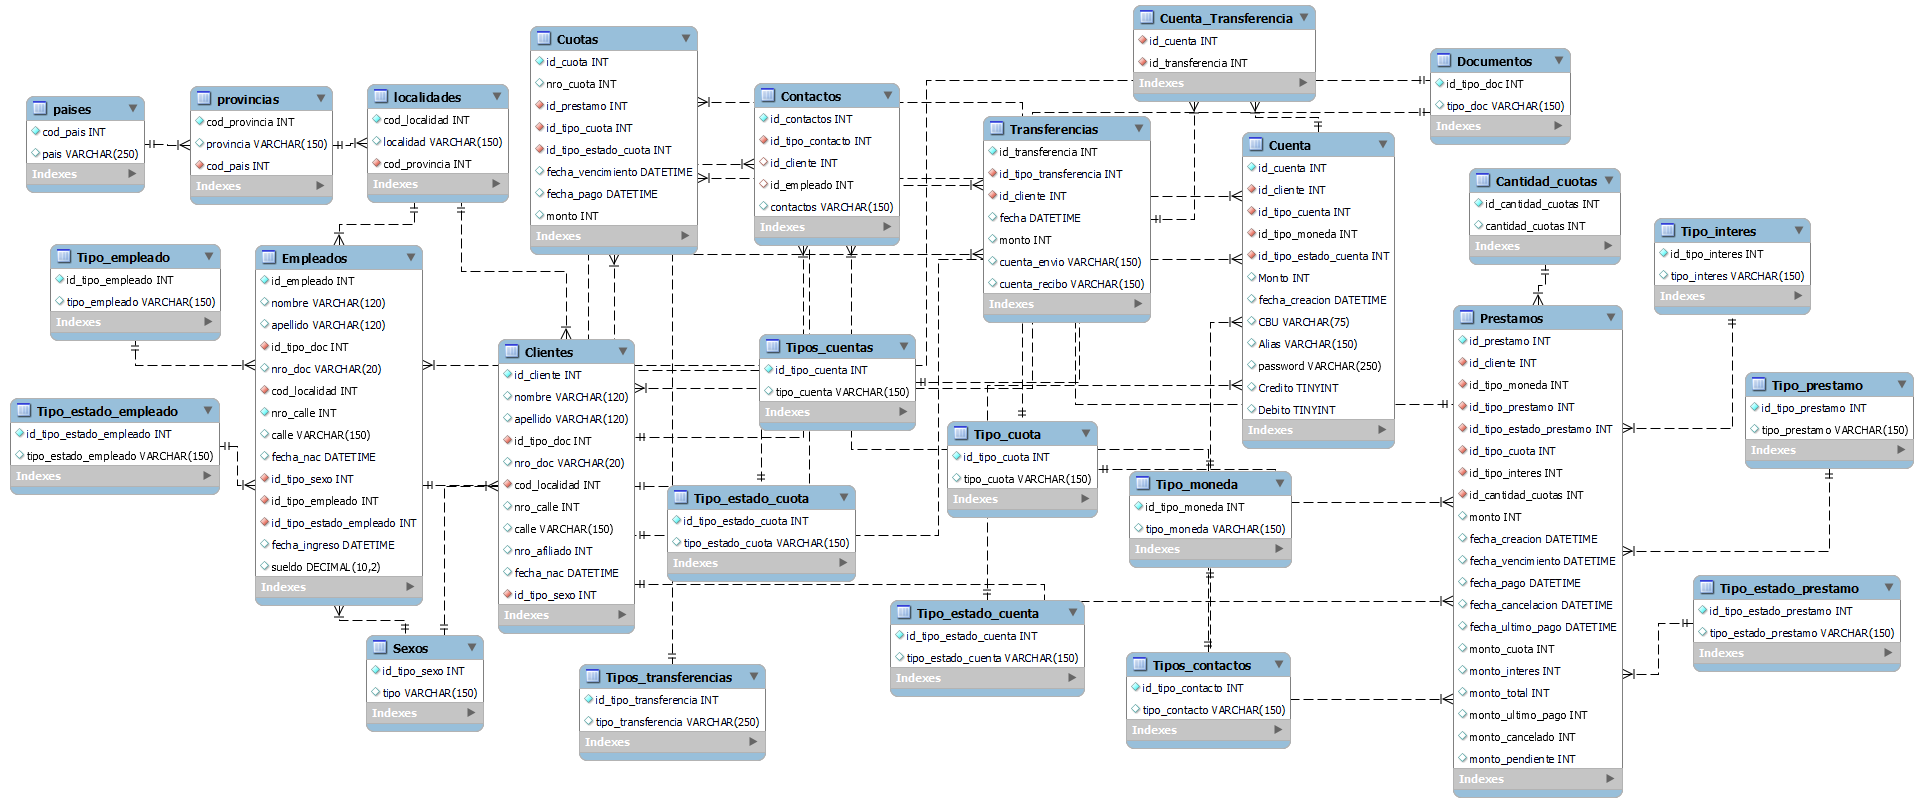 paises
cod_pais INT
pais VARCHAR(250)
Indexes
provincias
cod_provincia INT
provincia VARCHAR(150)
cod_pais INT
Indexes
localidades
cod_localidad INT
localidad VARCHAR(150)
cod_provincia INT
Indexes
Cuotas
id_cuota INT
nro_cuota INT
id_prestamo INT
id_tipo_cuota INT
id_tipo_estado_cuota INT
fecha_vencimiento DATETIME
fecha_pago DATETIME
monto INT
Indexes
Contactos
id_contactos INT
id_tipo_contacto INT
id_cliente INT
id_empleado INT
contactos VARCHAR(150)
Indexes
Cuenta_Transferencia
id_cuenta INT
id_transferencia INT
Indexes
Documentos
id_tipo_doc INT
tipo_doc VARCHAR(150)
Indexes
Transferencias
id_transferencia INT
id_tipo_transferencia INT
id_cliente INT
fecha DATETIME
monto INT
cuenta_envio VARCHAR(150)
cuenta_recibo VARCHAR(150)
Indexes
Cuenta
id_cuenta INT
id_cliente INT
id_tipo_cuenta INT
id_tipo_moneda INT
id_tipo_estado_cuenta INT
Monto INT
fecha_creacion DATETIME
CBU VARCHAR(75)
Alias VARCHAR(150)
password VARCHAR(250)
Credito TINYINT
Debito TINYINT
Indexes
Cantidad_cuotas
id_cantidad_cuotas INT
cantidad_cuotas INT
Indexes
Tipo_interes
id_tipo_interes INT
tipo_interes VARCHAR(150)
Indexes
Tipo_empleado
id_tipo_empleado INT
tipo_empleado VARCHAR(150)
Indexes
Empleados
id_empleado INT
nombre VARCHAR(120)
apellido VARCHAR(120)
id_tipo_doc INT
nro_doc VARCHAR(20)
cod_localidad INT
nro_calle INT
calle VARCHAR(150)
fecha_nac DATETIME
id_tipo_sexo INT
id_tipo_empleado INT
id_tipo_estado_empleado INT
fecha_ingreso DATETIME
sueldo DECIMAL(10,2)
Indexes
Tipo_estado_empleado
id_tipo_estado_empleado INT
tipo_estado_empleado VARCHAR(150)
Indexes
Clientes
id_cliente INT
nombre VARCHAR(120)
apellido VARCHAR(120)
id_tipo_doc INT
nro_doc VARCHAR(20)
cod_localidad INT
nro_calle INT
calle VARCHAR(150)
nro_afiliado INT
fecha_nac DATETIME
id_tipo_sexo INT
Indexes
Tipos_cuentas
id_tipo_cuenta INT
tipo_cuenta VARCHAR(150)
Indexes
Tipo_cuota
id_tipo_cuota INT
tipo_cuota VARCHAR(150)
Indexes
Tipo_estado_cuota
id_tipo_estado_cuota INT
tipo_estado_cuota VARCHAR(150)
Indexes
Tipo_moneda
id_tipo_moneda INT
tipo_moneda VARCHAR(150)
Indexes
Prestamos
id_prestamo INT
id_cliente INT
id_tipo_moneda INT
id_tipo_prestamo INT
id_tipo_estado_prestamo INT
id_tipo_cuota INT
id_tipo_interes INT
id_cantidad_cuotas INT
monto INT
fecha_creacion DATETIME
fecha_vencimiento DATETIME
fecha_pago DATETIME
fecha_cancelacion DATETIME
fecha_ultimo_pago DATETIME
monto_cuota INT
monto_interes INT
monto_total INT
monto_ultimo_pago INT
monto_cancelado INT
monto_pendiente INT
Indexes
Tipo_prestamo
id_tipo_prestamo INT
tipo_prestamo VARCHAR(150)
Indexes
Tipo_estado_prestamo
id_tipo_estado_prestamo INT
tipo_estado_prestamo VARCHAR(150)
Indexes
Sexos
id_tipo_sexo INT
tipo VARCHAR(150)
Indexes
Tipos_transferencias
id_tipo_transferencia INT
tipo_transferencia VARCHAR(250)
Indexes
Tipo_estado_cuenta
id_tipo_estado_cuenta INT
tipo_estado_cuenta VARCHAR(150)
Indexes
Tipos_contactos
id_tipo_contacto INT
tipo_contacto VARCHAR(150)
Indexes